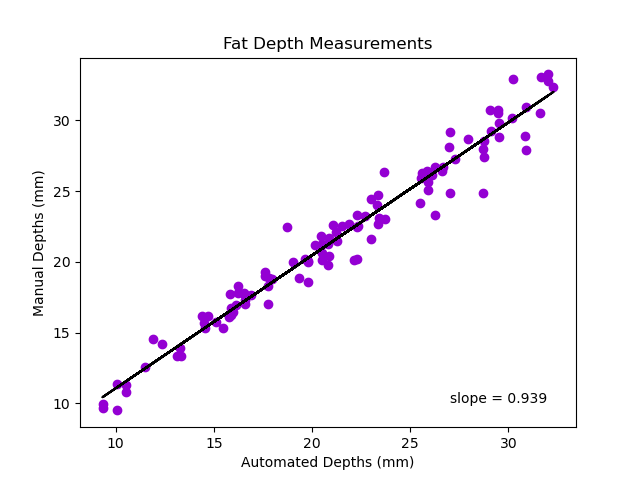 Fat Depth Measurements
Manual Depths (mm)
30
25
20
15
10
slope = 0.939
10 15 20 25 30
Automated Depths (mm)